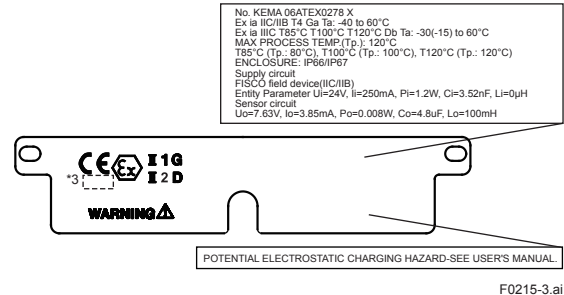 No. KEMA 06ATEX0278 X
Ex ia IIC/IIB T4 Ga Ta: -40 to 60°C
Ex ia IIIC T85°C T100°C T120°C Db Ta: -30(-15) to 60°C
MAX PROCESS TEMP.(Tp.): 120°C
T85°C (Tp.: 80°C), T100°C (Tp.: 100°C), T120°C (Tp.: 120°C)
ENCLOSURE: IP66/IP67
Supply circuit
FISCO field device(IIC/IIB)
Entity Parameter Ui=24V, Ii=250mA, Pi=1.2W, Ci=3.52nF, Li=0μH
Sensor circuit
Uo=7.63V, Io=3.85mA, Po=0.008W, Co=4.8uF, Lo=100mH
CE Ex II 1 G
*3 II 2 D
WARNING
POTENTIAL ELECTROSTATIC CHARGING HAZARD-SEE USER'S MANUAL.
F0215-3.ai